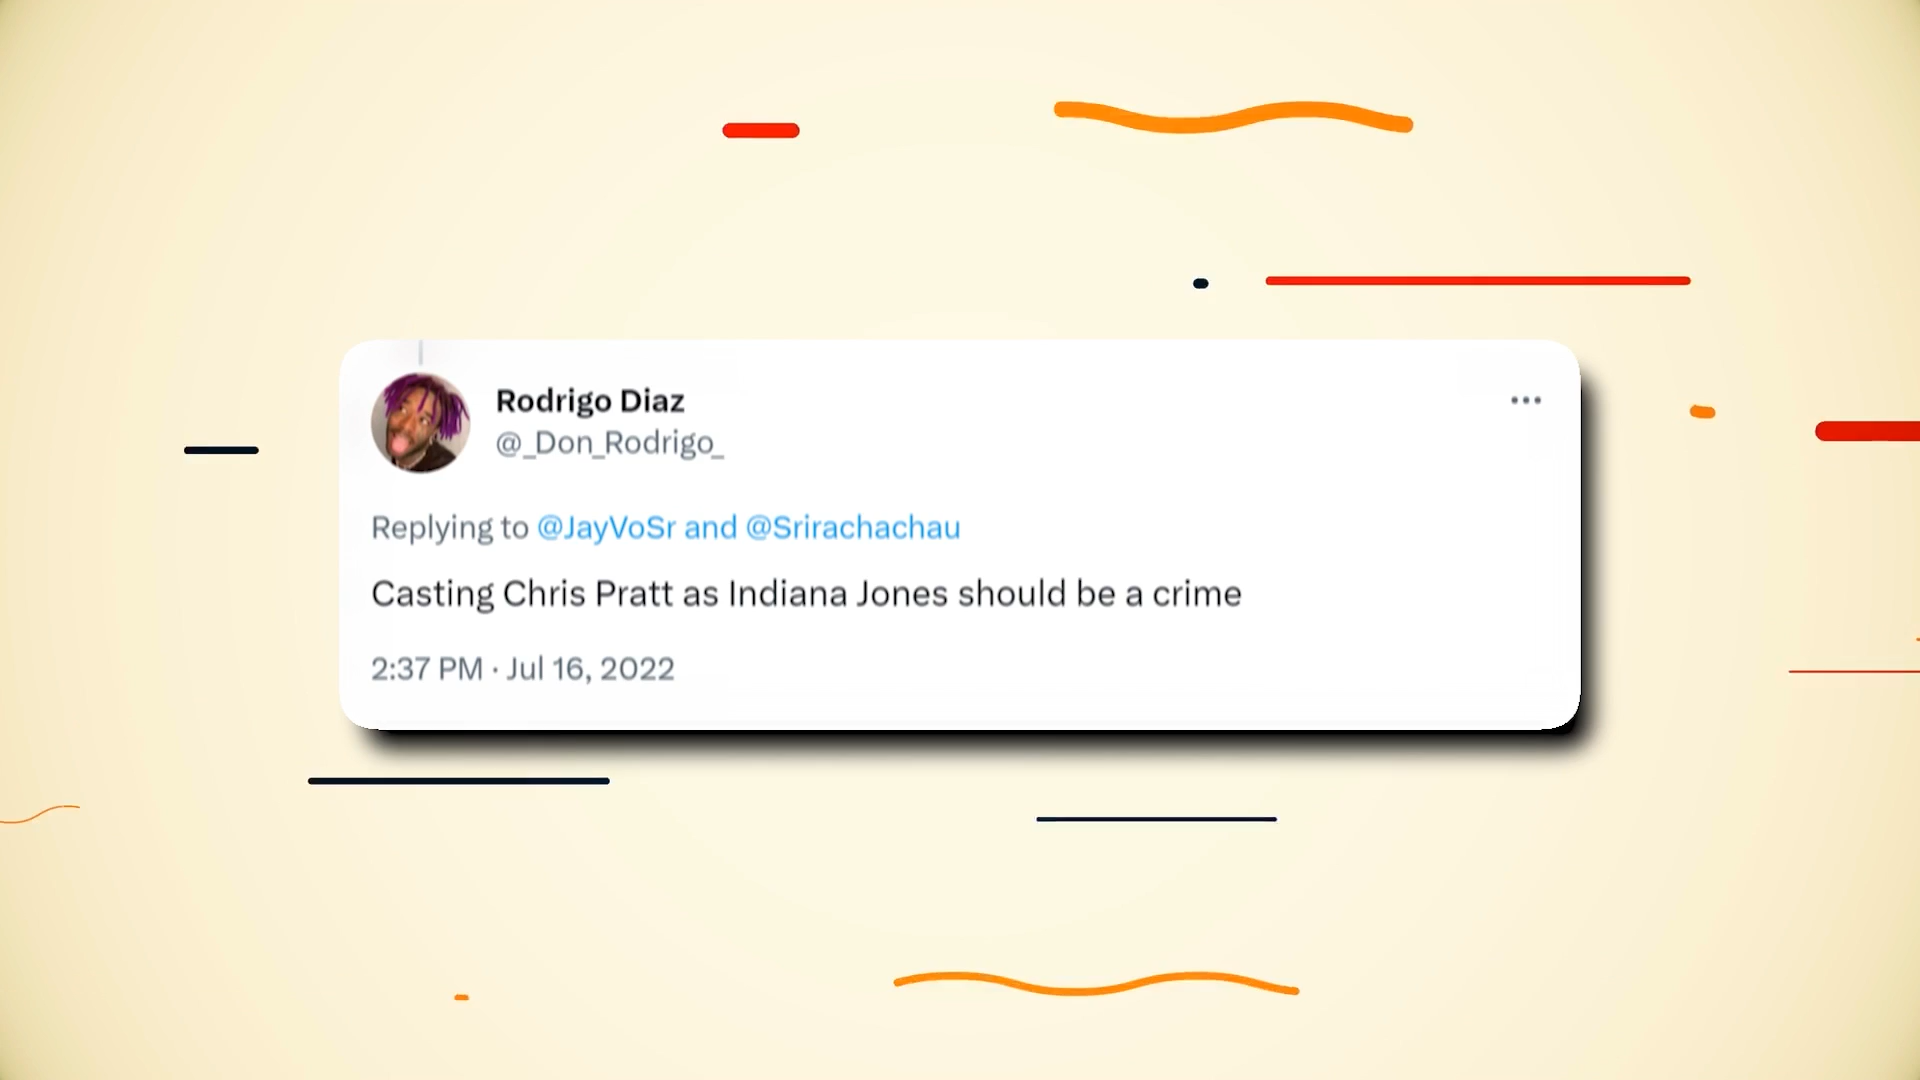 Rodrigo Diaz
@_Don_Rodrigo_
Replying to @JayVoSr and @Srirachachau
Casting Chris Pratt as Indiana Jones should be a crime
2:37 PM · Jul 16, 2022